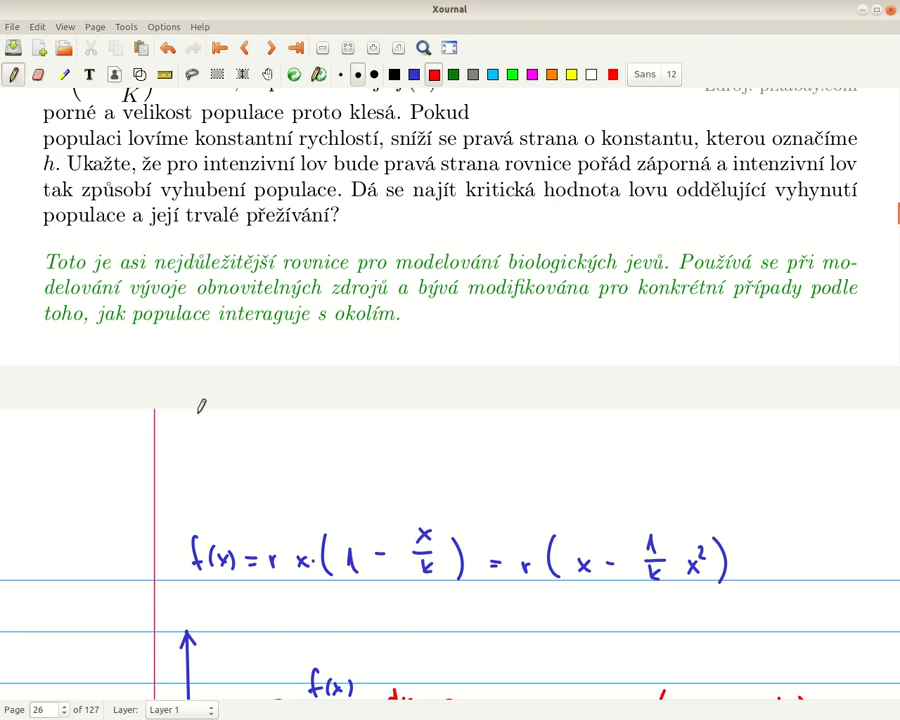 Xournal
File Edit View Page Tools Options Help
Sans 12
K
Zdroj: pixabay.com
porné a velikost populace proto klesá. Pokud
populaci lovíme konstantní rychlostí, sníží se pravá strana o konstantu, kterou označíme
h. Ukažte, že pro intenzivní lov bude pravá strana rovnice pořád záporná a intenzivní lov
tak způsobí vyhubení populace. Dá se najít kritická hodnota lovu oddělující vyhynutí
populace a její trvalé přežívání?
Toto je asi nejdůležitější rovnice pro modelování biologických jevů. Používá se při mo-
delování vývoje obnovitelných zdrojů a bývá modifikována pro konkrétní případy podle
toho, jak populace interaguje s okolím.
f(x) = r x·(1 - x/k) = r (x - 1/k x²)
f(x)
Page 26 of 127 Layer: Layer 1